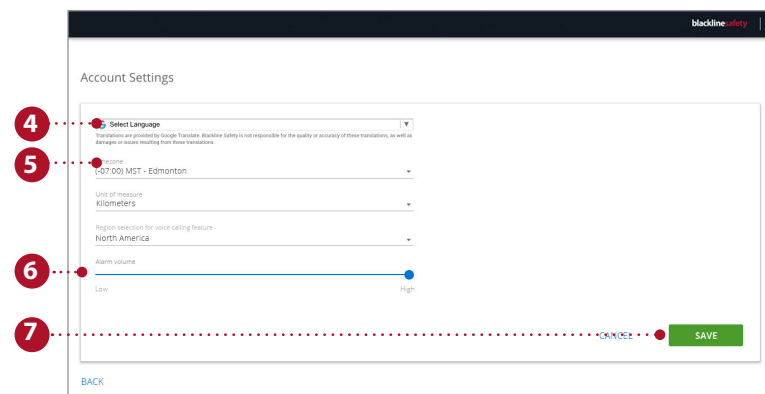 blacklinesafety
Account Settings
4
Select Language
Translations are provided by Google Translate. Blackline Safety is not responsible for the quality or accuracy of these translations, as well as
damages or issues resulting from these translations.
5
Timezone
(-07:00) MST - Edmonton
Unit of measure
Kilometers
Region selection for voice calling feature
North America
6
Alarm volume
Low High
7
CANCEL SAVE
BACK